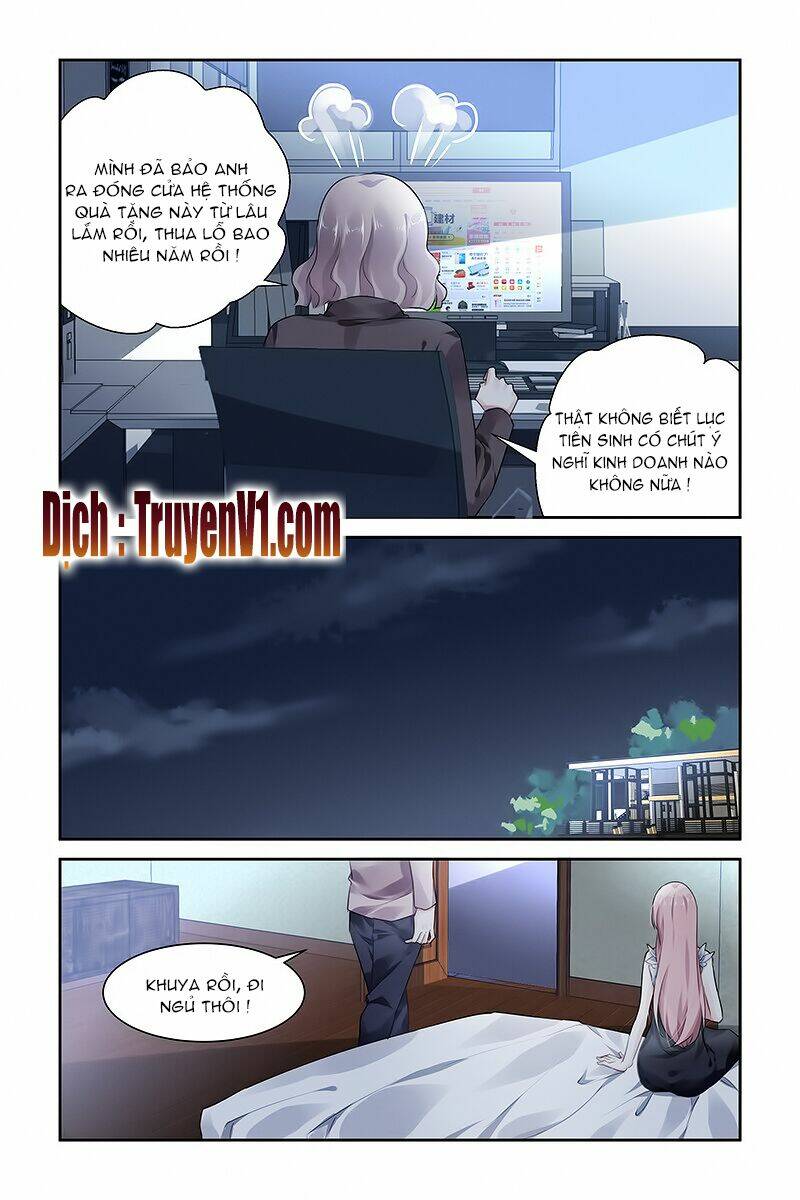 MÌNH ĐÃ BẢO ANH
RA ĐÓNG CỬA HỆ THỐNG
QUÀ TẶNG NÀY TỪ LÂU
LẮM RỒI, THUA LỖ BAO
NHIÊU NĂM RỒI !
建材
THẬT KHÔNG BIẾT LỤC
TIÊN SINH CÓ CHÚT Ý
NGHĨ KINH DOANH NÀO
KHÔNG NỮA !
Dịch : TruyenV1.com
KHUYA RỒI, ĐI
NGỦ THÔI !